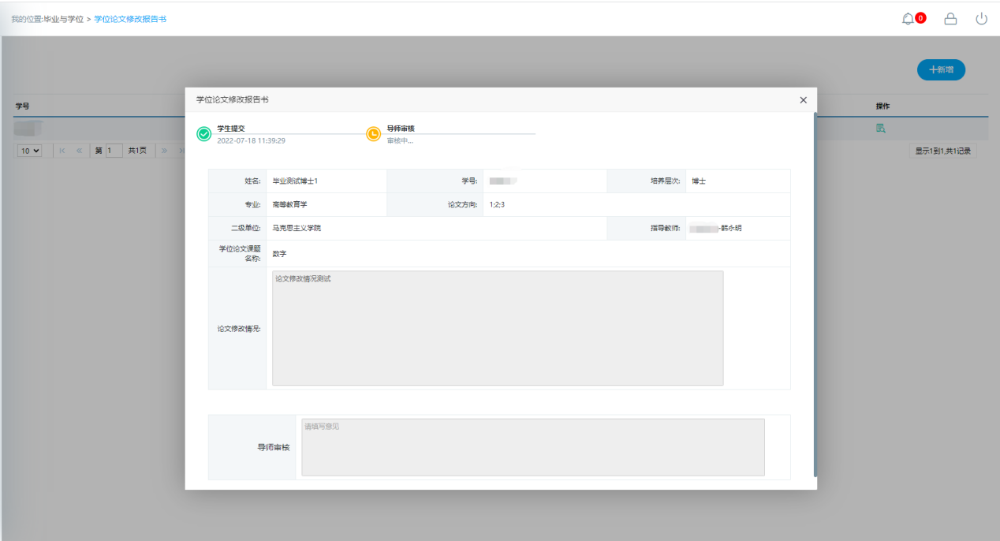 我的位置:毕业与学位 > 学位论文修改报告书
0
十新增
学号
操作
10
第 1 共1页
显示1到1,共1记录
学位论文修改报告书
学生提交
2022-07-18 11:39:29
导师审核
审核中...
姓名: 毕业测试博士1 学号: 培养层次: 博士
专业: 高等教育学 论文方向: 1;2;3
二级单位: 马克思主义学院 指导教师: -韩永明
学位论文课题
名称: 数字
论文修改情况: 论文修改情况测试
导师审核 请填写意见